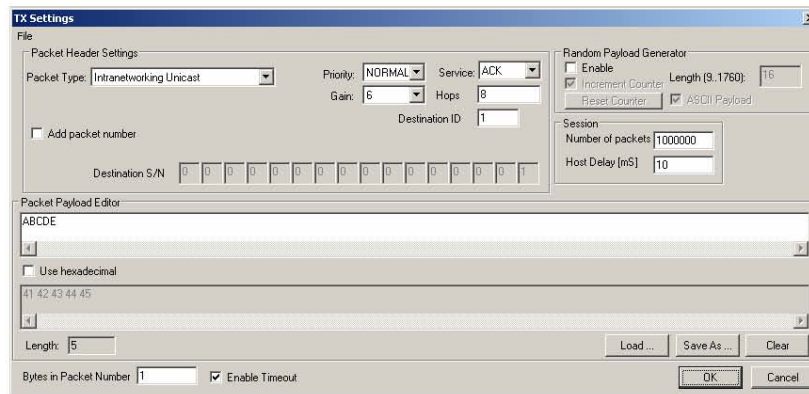 TX Settings
File
Packet Header Settings
Packet Type: Intranetworking Unicast
Priority: NORMAL Service: ACK
Gain: 6 Hops 8
Destination ID 1
Add packet number
Destination S/N 0 0 0 0 0 0 0 0 0 0 0 0 0 0 0 1
Random Payload Generator
Enable
Increment Counter Length (9..1760): 16
Reset Counter ASCII Payload
Session
Number of packets 1000000
Host Delay [mS] 10
Packet Payload Editor
ABCDE
Use hexadecimal
41 42 43 44 45
Length: 5
Load ... Save As ... Clear
Bytes in Packet Number 1 Enable Timeout
OK Cancel